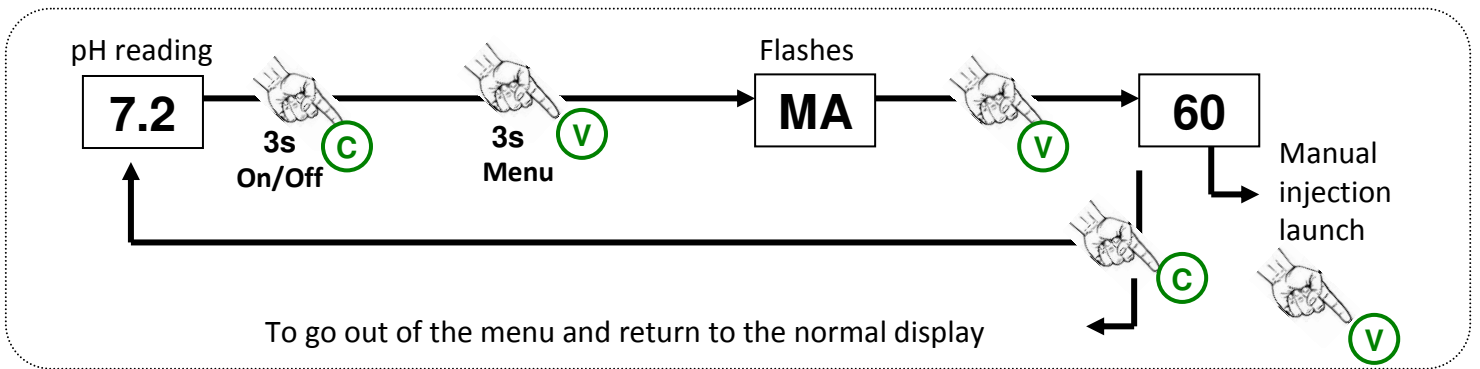 pH reading
7.2
3s
C
On/Off
3s
V
Menu
Flashes
MA
V
60
Manual
injection
launch
V
C
To go out of the menu and return to the normal display